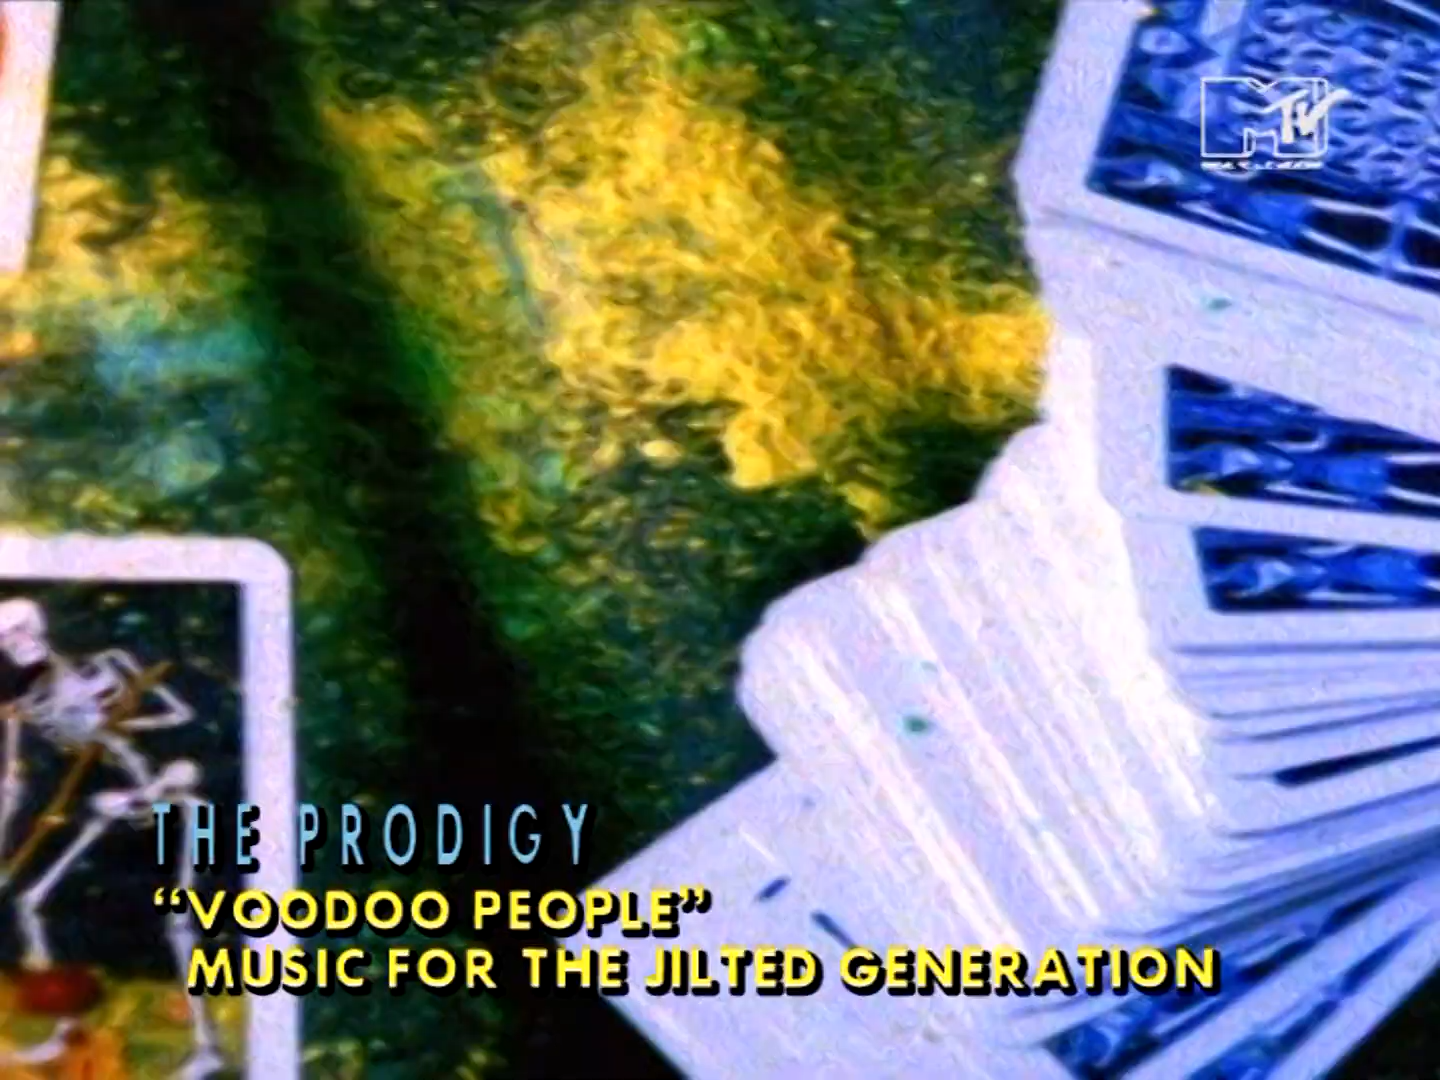 MTV
THE PRODIGY
“VOODOO PEOPLE”
MUSIC FOR THE JILTED GENERATION